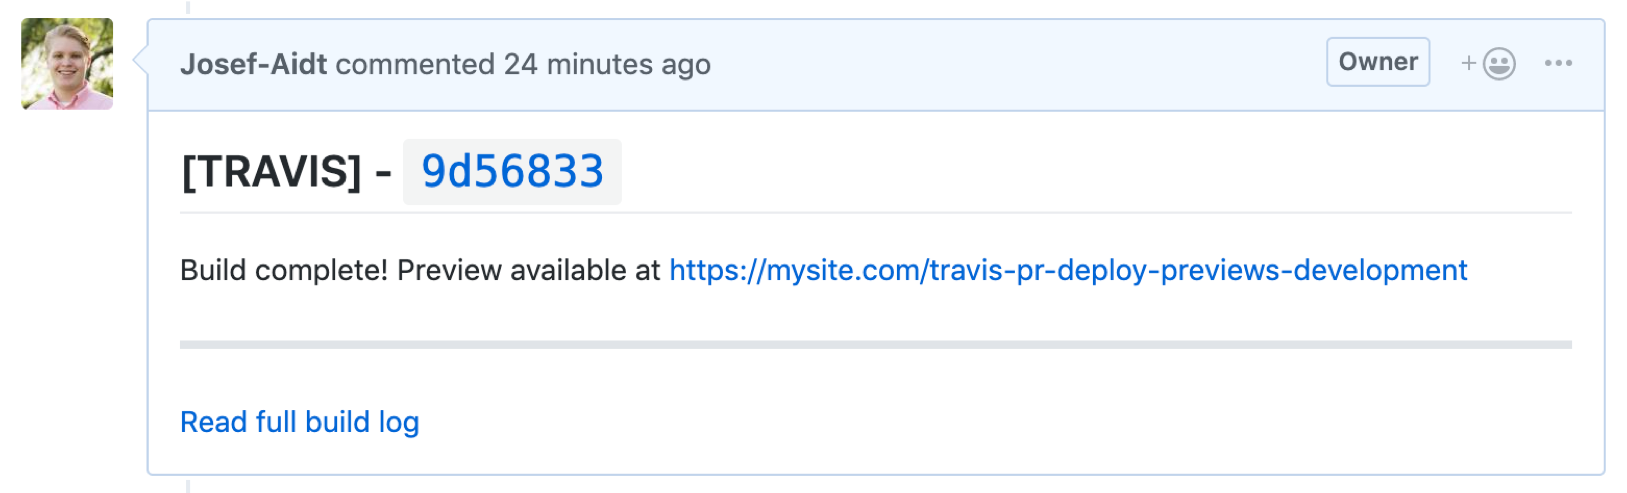 Josef-Aidt commented 24 minutes ago Owner
[TRAVIS] - 9d56833
Build complete! Preview available at https://mysite.com/travis-pr-deploy-previews-development
Read full build log